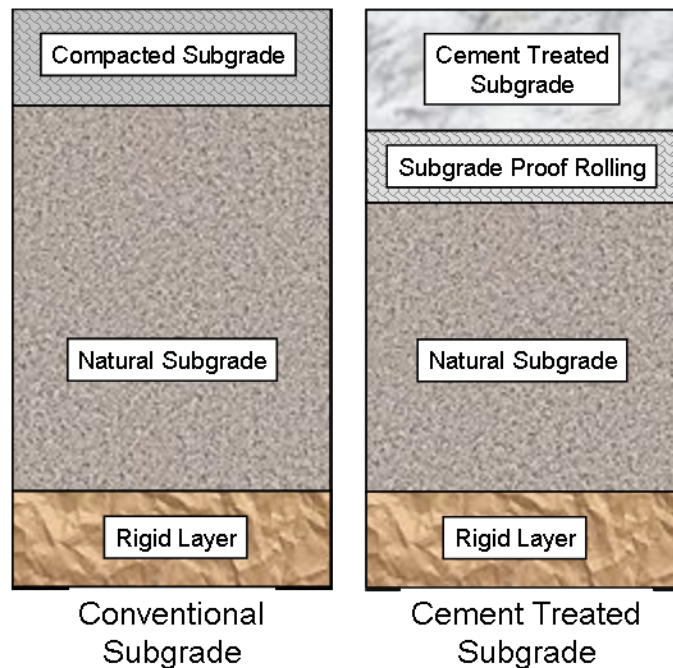 Compacted Subgrade
Natural Subgrade
Rigid Layer
Conventional
Subgrade
Cement Treated
Subgrade
Subgrade Proof Rolling
Natural Subgrade
Rigid Layer
Cement Treated
Subgrade